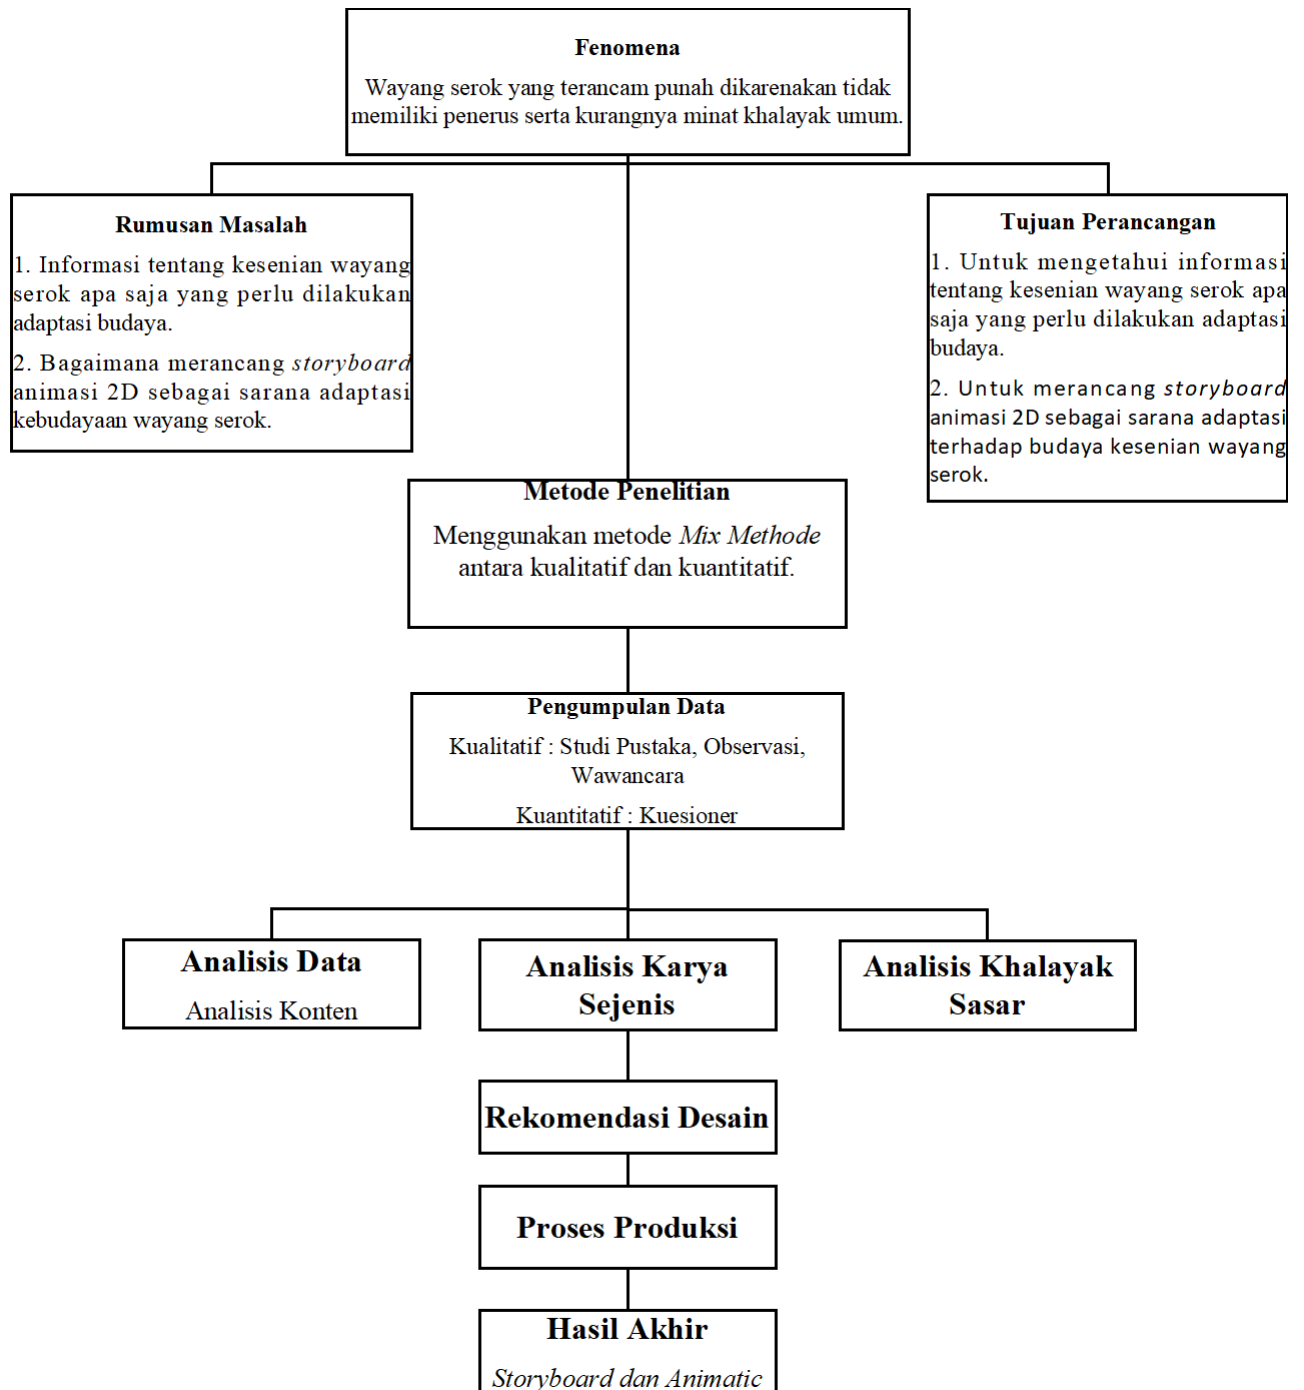 Fenomena
Wayang serok yang terancam punah dikarenakan tidak
memiliki penerus serta kurangnya minat khalayak umum.
Rumusan Masalah
1. Informasi tentang kesenian wayang
serok apa saja yang perlu dilakukan
adaptasi budaya.
2. Bagaimana merancang storyboard
animasi 2D sebagai sarana adaptasi
kebudayaan wayang serok.
Tujuan Perancangan
1. Untuk mengetahui informasi
tentang kesenian wayang serok apa
saja yang perlu dilakukan adaptasi
budaya.
2. Untuk merancang storyboard
animasi 2D sebagai sarana adaptasi
terhadap budaya kesenian wayang
serok.
Metode Penelitian
Menggunakan metode Mix Methode
antara kualitatif dan kuantitatif.
Pengumpulan Data
Kualitatif : Studi Pustaka, Observasi,
Wawancara
Kuantitatif : Kuesioner
Analisis Data
Analisis Konten
Analisis Karya
Sejenis
Analisis Khalayak
Sasar
Rekomendasi Desain
Proses Produksi
Hasil Akhir
Storyboard dan Animatic